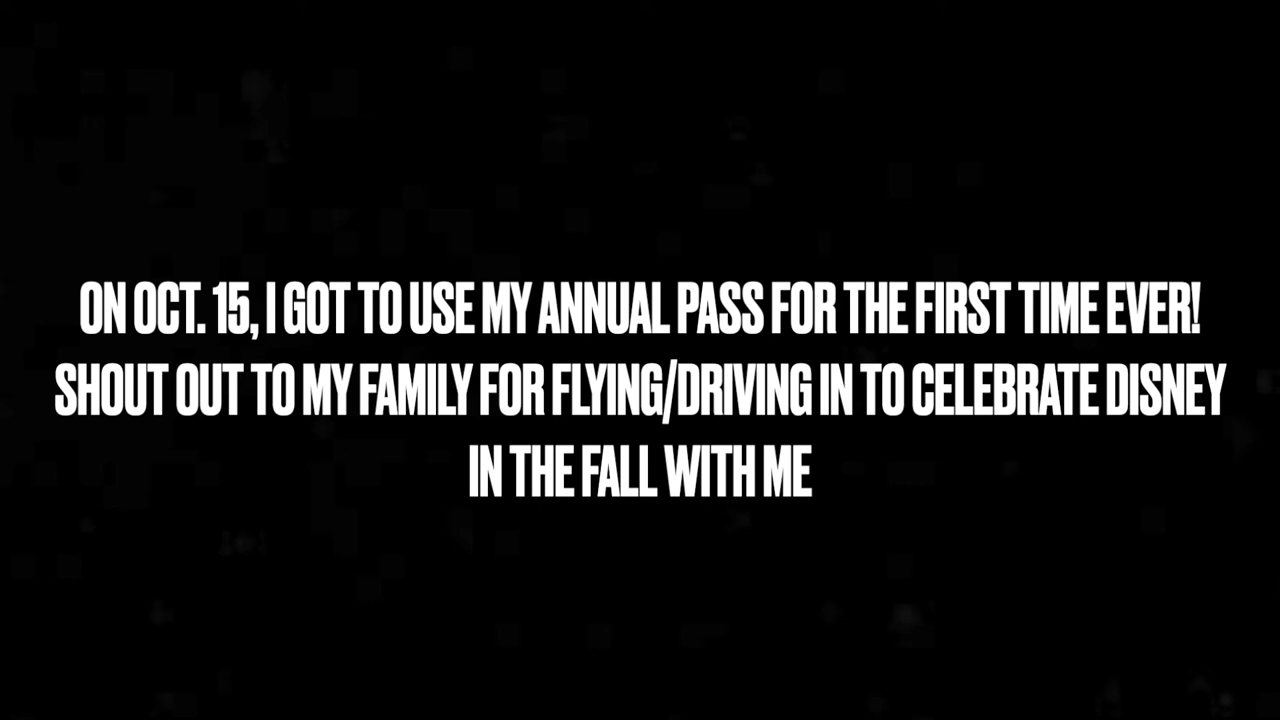 ON OCT. 15, I GOT TO USE MY ANNUAL PASS FOR THE FIRST TIME EVER!
SHOUT OUT TO MY FAMILY FOR FLYING/DRIVING IN TO CELEBRATE DISNEY
IN THE FALL WITH ME